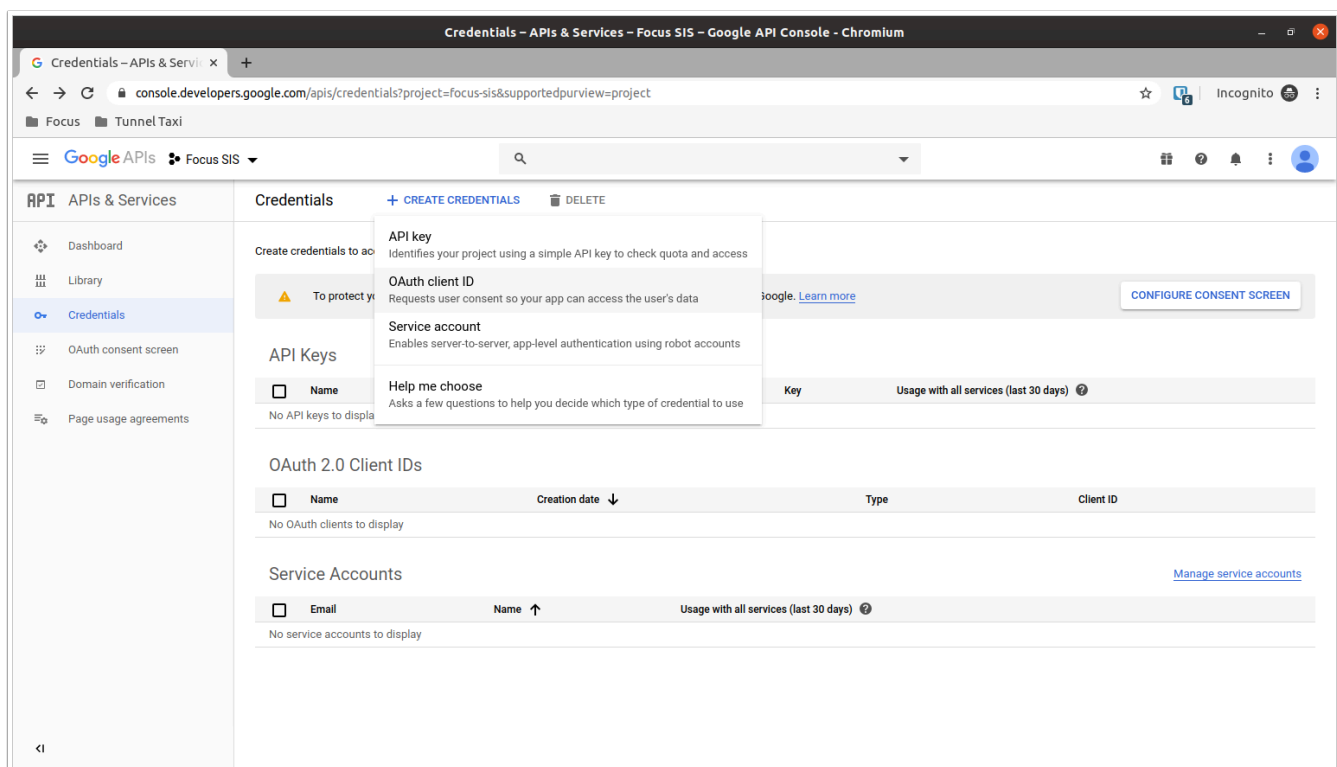 Credentials – APIs & Services – Focus SIS – Google API Console - Chromium
G Credentials – APIs & Servi
console.developers.google.com/apis/credentials?project=focus-sis&supportedpurview=project
6
Incognito
Focus
Tunnel Taxi
Google APIs
Focus SIS
API APIs & Services
Credentials
CREATE CREDENTIALS
DELETE
Dashboard
Library
Credentials
OAuth consent screen
Domain verification
Page usage agreements
Create credentials to ac
API key
Identifies your project using a simple API key to check quota and access
OAuth client ID
Requests user consent so your app can access the user's data
Service account
Enables server-to-server, app-level authentication using robot accounts
Help me choose
Asks a few questions to help you decide which type of credential to use
To protect y
Google. Learn more
CONFIGURE CONSENT SCREEN
API Keys
Name
Key
Usage with all services (last 30 days)
No API keys to displa
OAuth 2.0 Client IDs
Name
Creation date
Type
Client ID
No OAuth clients to display
Service Accounts
Manage service accounts
Email
Name
Usage with all services (last 30 days)
No service accounts to display